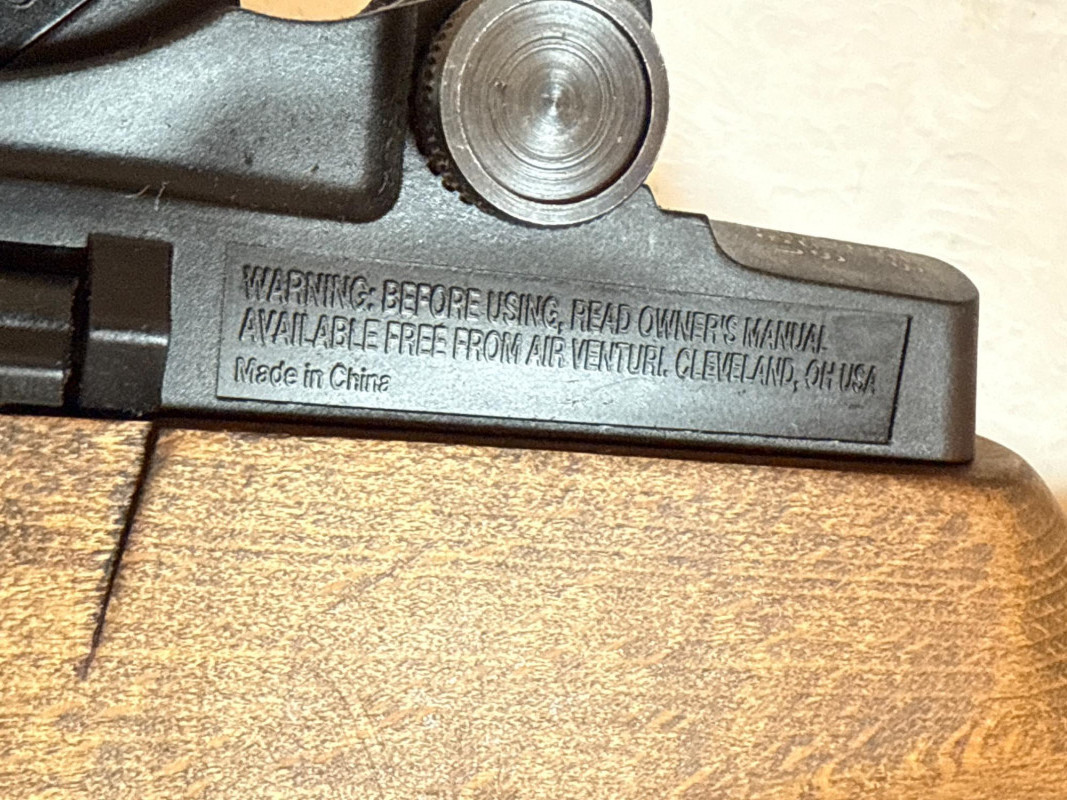 WARNING: BEFORE USING, READ OWNER'S MANUAL
AVAILABLE FREE FROM AIR VENTURI. CLEVELAND, OH USA
Made in China